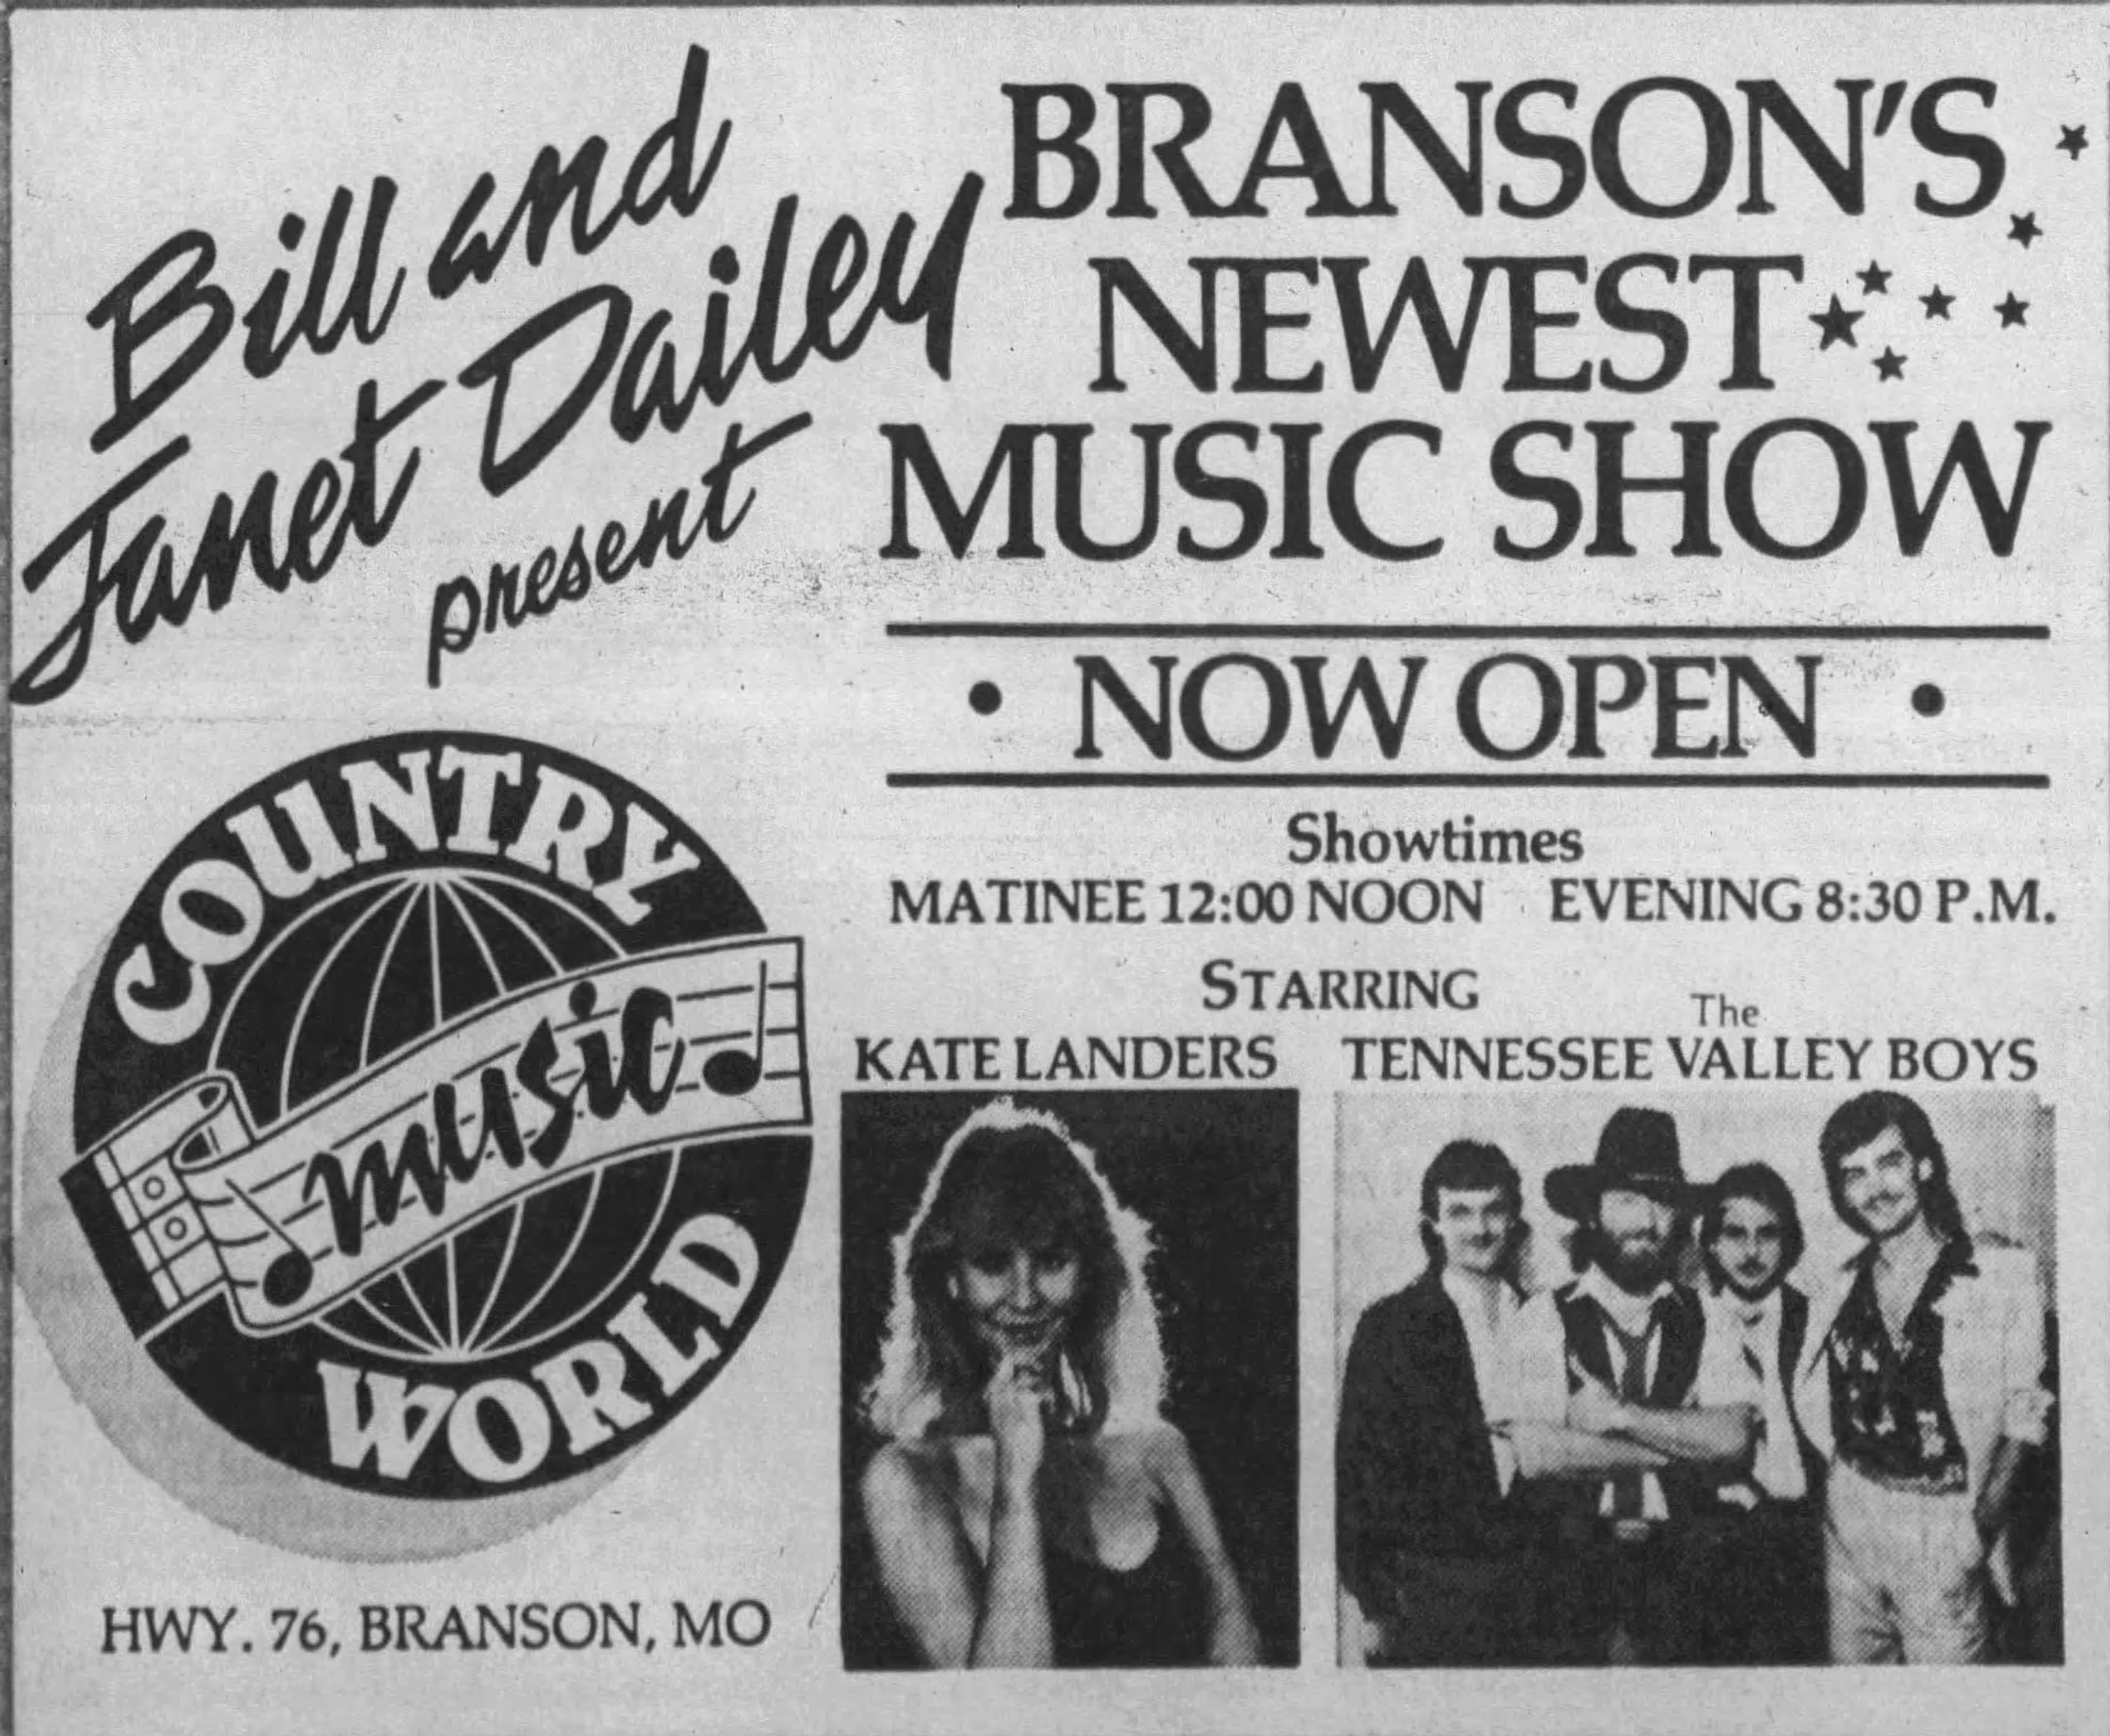 Bill and
Janet Dailey
present
BRANSON'S
NEWEST
MUSIC SHOW
• NOW OPEN •
Showtimes
MATINEE 12:00 NOON EVENING 8:30 P.M.
STARRING
KATE LANDERS
The
TENNESSEE VALLEY BOYS
COUNTRY
music
WORLD
HWY. 76, BRANSON, MO